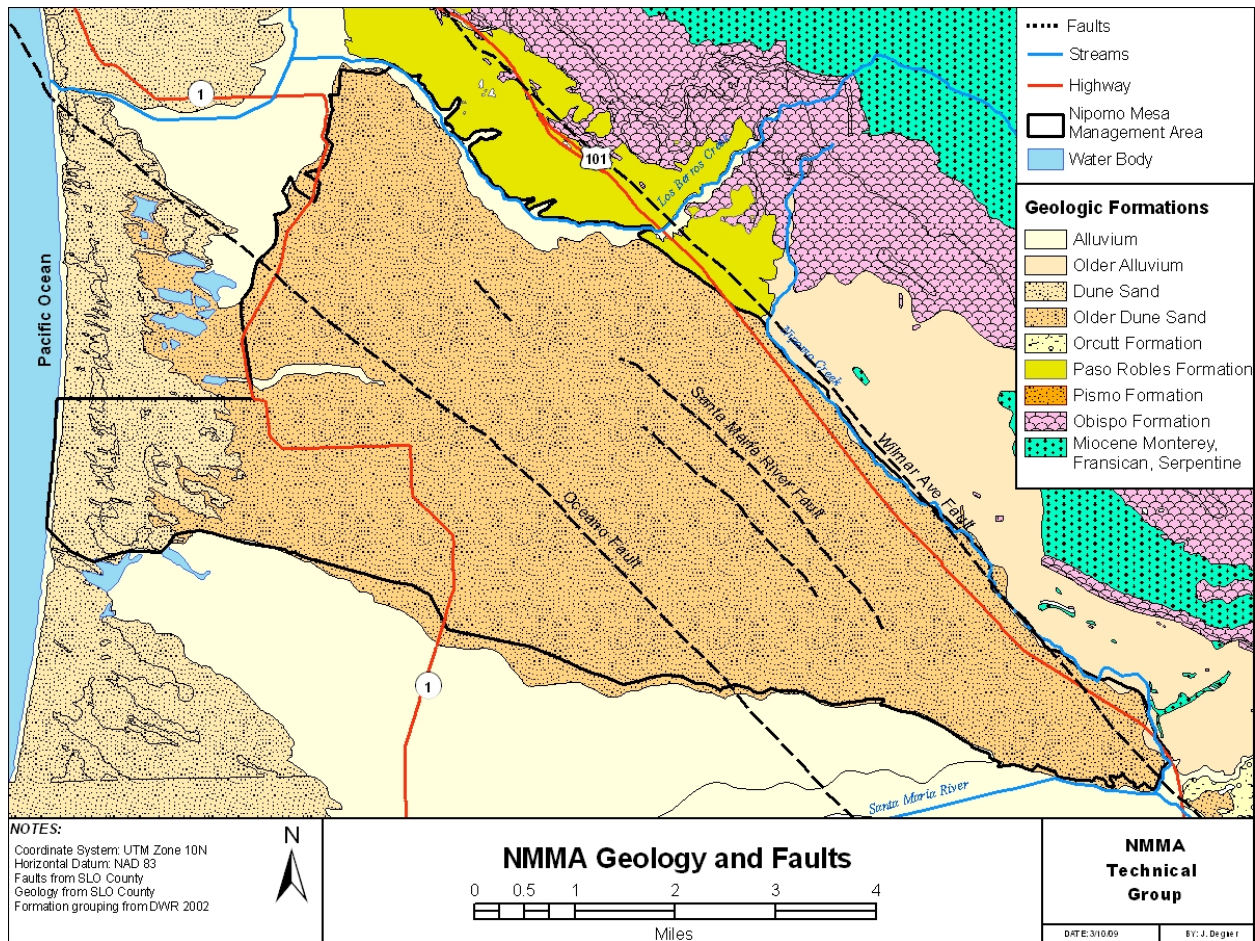 Faults
Streams
Highway
Nipomo Mesa
Management Area
Water Body
Geologic Formations
Alluvium
Older Alluvium
Dune Sand
Older Dune Sand
Orcutt Formation
Paso Robles Formation
Pismo Formation
Obispo Formation
Miocene Monterey,
Fransican, Serpentine
1
101
Los Berros Creek
Pacific Ocean
Nipomo Creek
Santa Maria River Fault
Wilmar Ave Fault
Oceano Fault
1
Santa Maria River
NOTES:
Coordinate System: UTM Zone 10N
Horizontal Datum: NAD 83
Faults from SLO County
Geology from SLO County
Formation grouping from DWR 2002
N
NMMA Geology and Faults
0 0.5 1 2 3 4
Miles
NMMA
Technical
Group
DATE: 3/10/09
BY: J. Degner